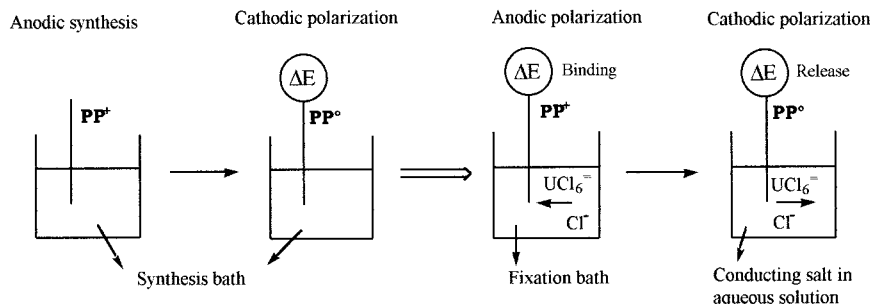 Anodic synthesis
Cathodic polarization
Anodic polarization
Cathodic polarization
ΔE
ΔE Binding
ΔE Release
PP⁺
PP°
PP⁺
PP°
UCl₆⁼
UCl₆⁼
Cl⁻
Cl⁻
Synthesis bath
Fixation bath
Conducting salt in
aqueous solution